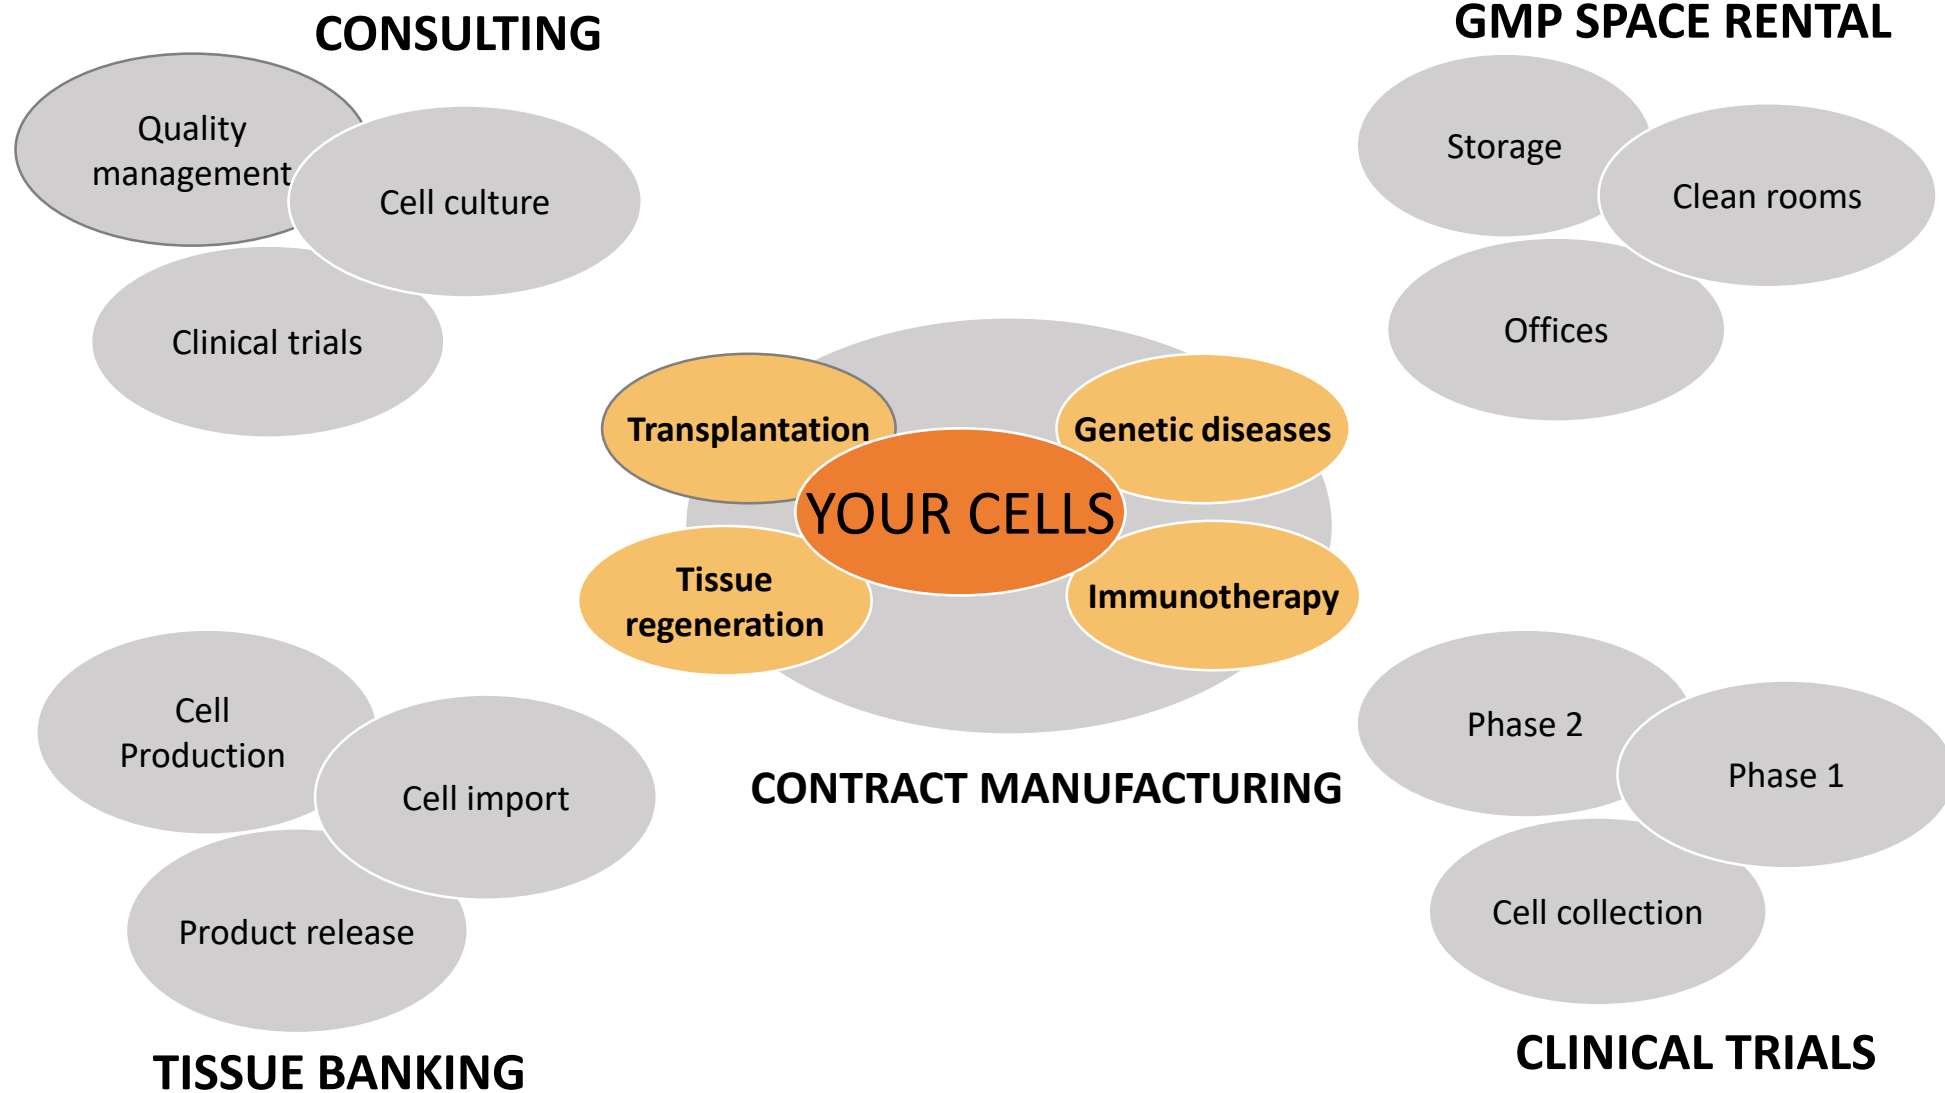 CONSULTING
Quality
management
Cell culture
Clinical trials
GMP SPACE RENTAL
Storage
Clean rooms
Offices
Transplantation
Genetic diseases
YOUR CELLS
Tissue
regeneration
Immunotherapy
CONTRACT MANUFACTURING
Cell
Production
Cell import
Product release
TISSUE BANKING
Phase 2
Phase 1
Cell collection
CLINICAL TRIALS